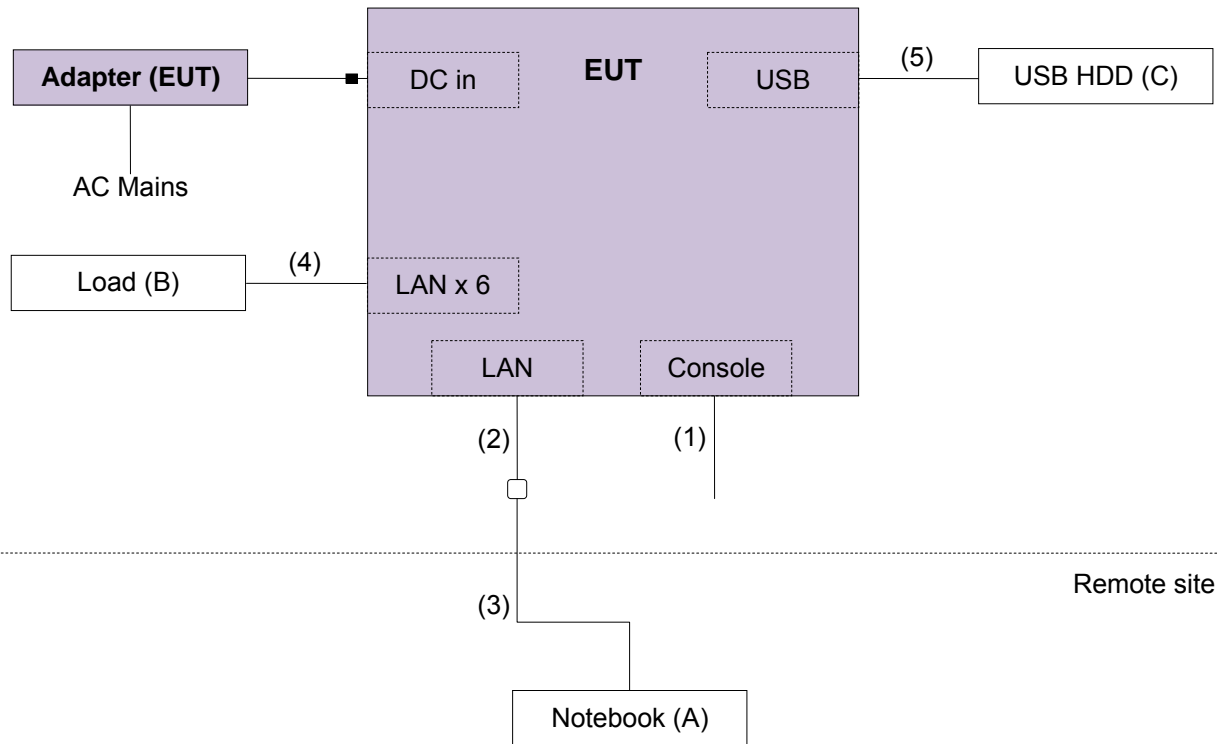 Adapter (EUT)
DC in
EUT
USB
(5)
USB HDD (C)
AC Mains
Load (B)
(4)
LAN x 6
LAN
Console
(2)
(1)
Remote site
(3)
Notebook (A)